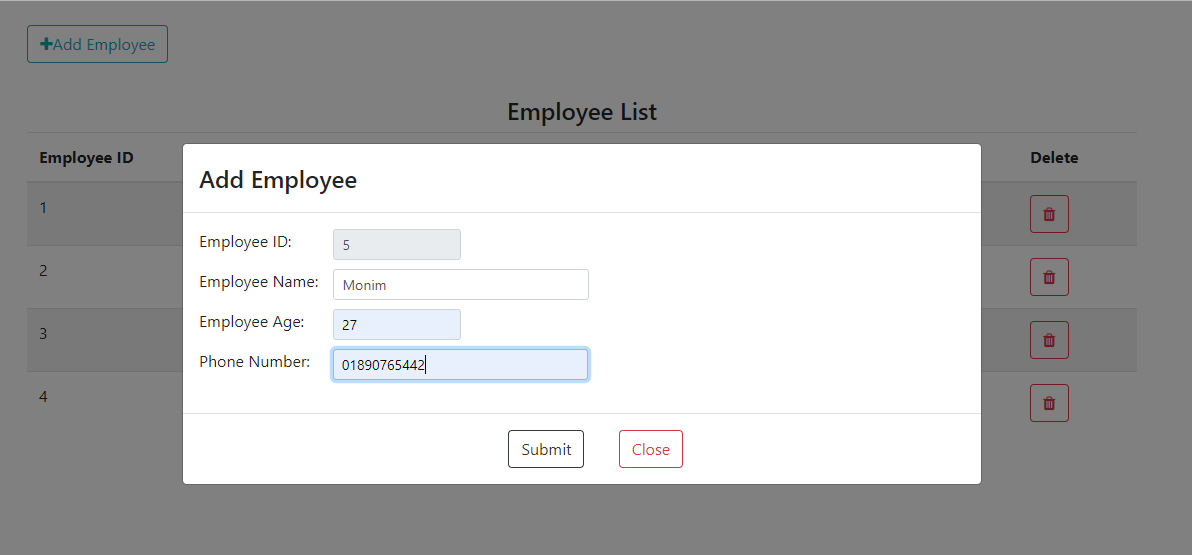 Add Employee
Employee List
Employee ID Delete
Add Employee
1
Employee ID: 5
2
Employee Name: Monim
Employee Age: 27
3
Phone Number: 01890765442
4
Submit Close